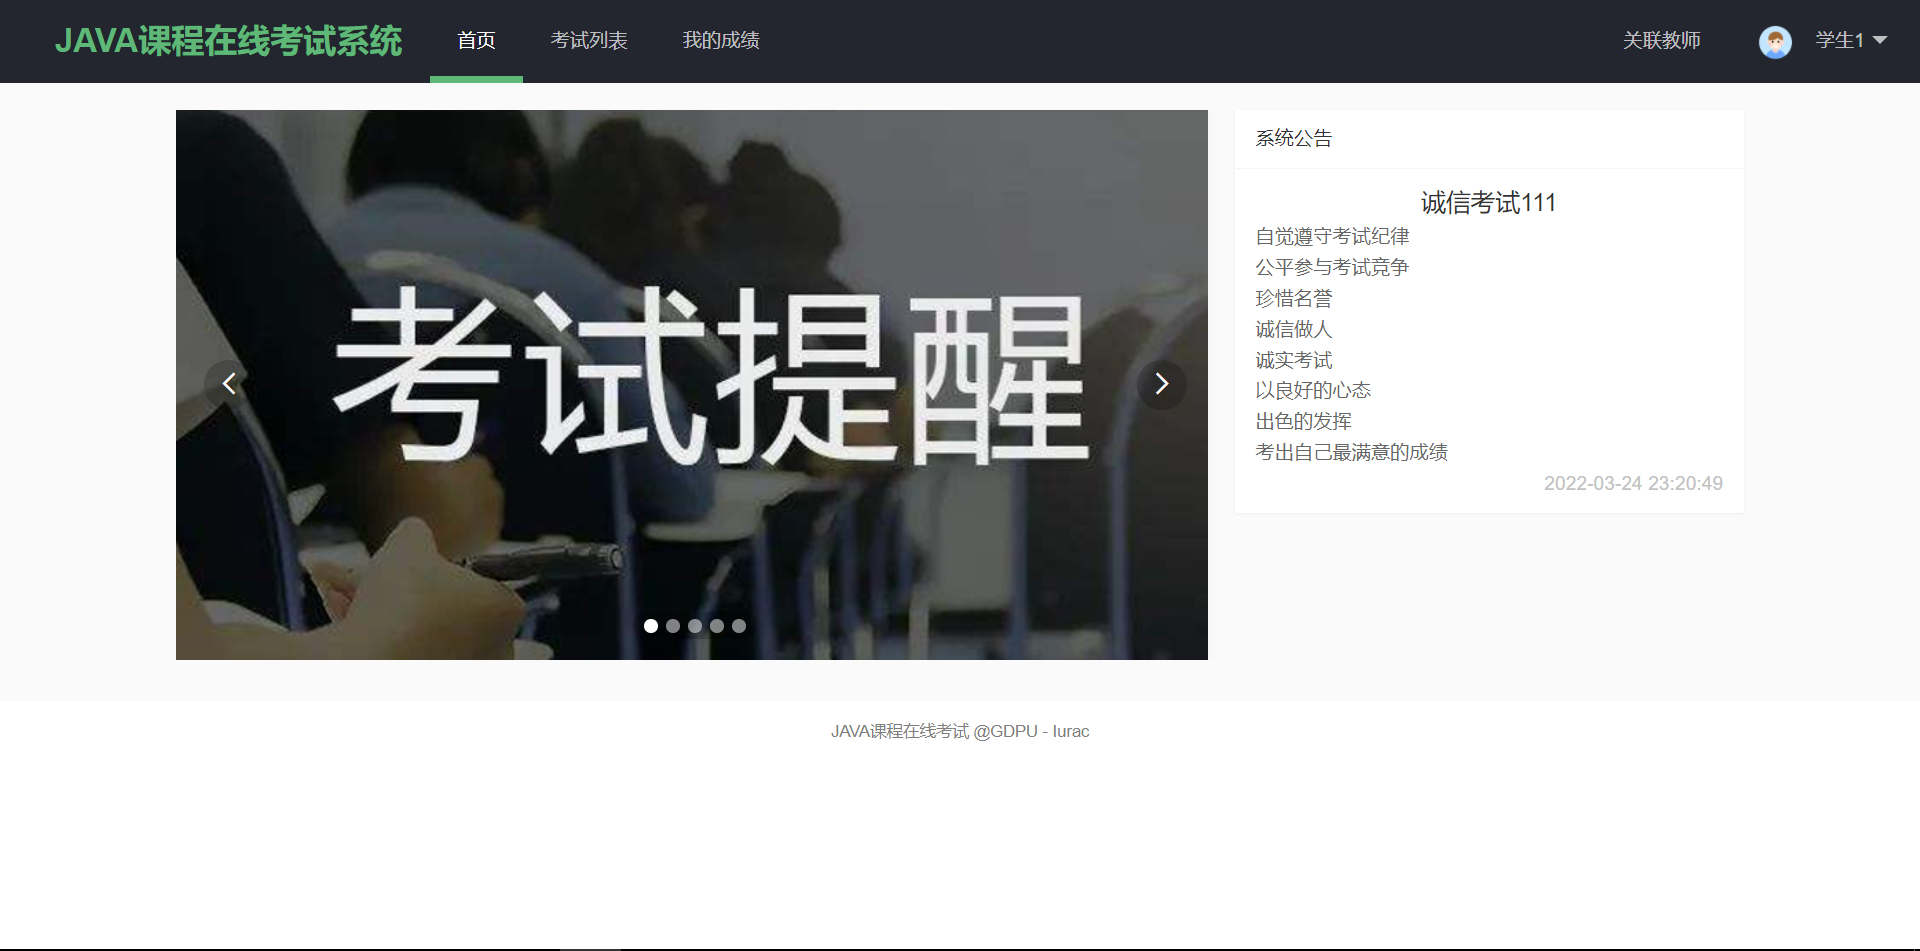 JAVA课程在线考试系统
首页
考试列表
我的成绩
关联教师
学生1
考试提醒
系统公告
诚信考试111
自觉遵守考试纪律
公平参与考试竞争
珍惜名誉
诚信做人
诚实考试
以良好的心态
出色的发挥
考出自己最满意的成绩
2022-03-24 23:20:49
JAVA课程在线考试 @GDPU - lurac